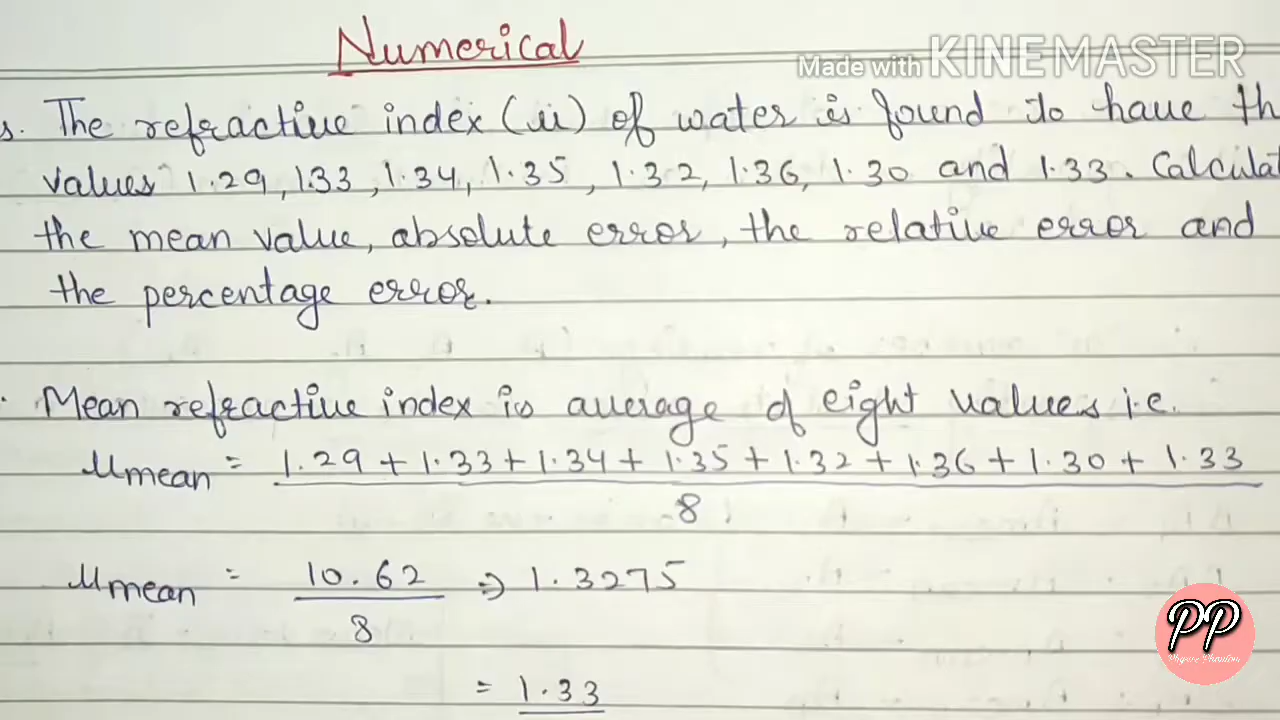 Numerical
Made with KINEMASTER
s. The refractive index (μ) of water is found to have th
values 1.29, 1.33, 1.34, 1.35, 1.32, 1.36, 1.30 and 1.33. Calculat
the mean value, absolute error, the relative error and
the percentage error.
. Mean refractive index is average of eight values i.e.
μmean = 1.29 + 1.33 + 1.34 + 1.35 + 1.32 + 1.36 + 1.30 + 1.33
8
μmean = 10.62 ⇒ 1.3275
8
PP
= 1.33